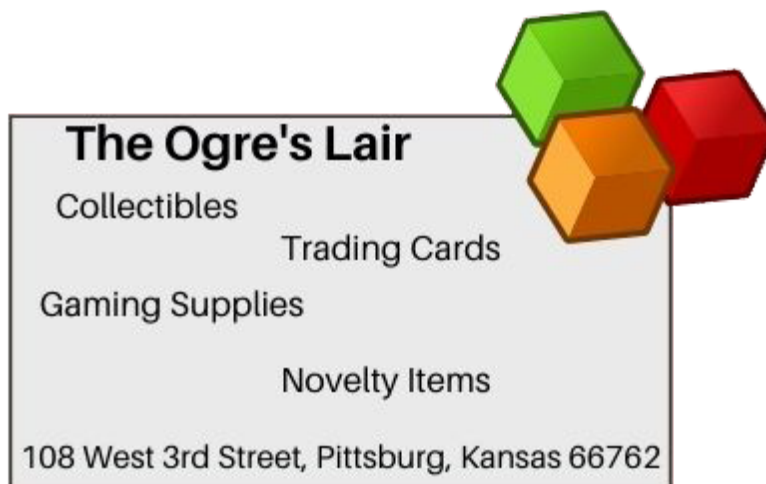 The Ogre's Lair
Collectibles
Trading Cards
Gaming Supplies
Novelty Items
108 West 3rd Street, Pittsburg, Kansas 66762